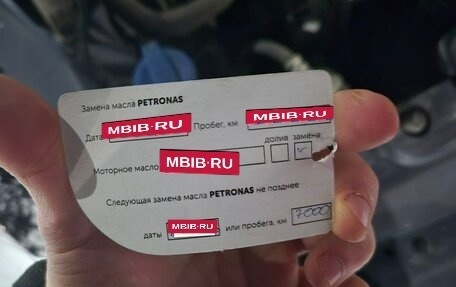 Замена масла PETRONAS
Дата MBIB·RU Пробег, км MBIB·RU
долив замена
Моторное масло MBIB·RU
Следующая замена масла PETRONAS не позднее
даты MBIB·RU или пробега, км 7000